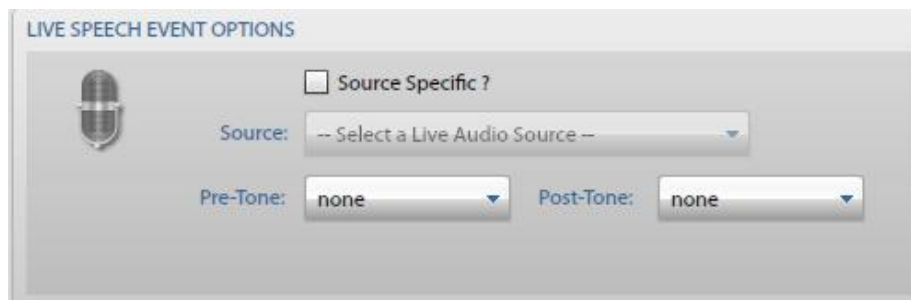 LIVE SPEECH EVENT OPTIONS
Source Specific ?
Source: -- Select a Live Audio Source --
Pre-Tone: none Post-Tone: none